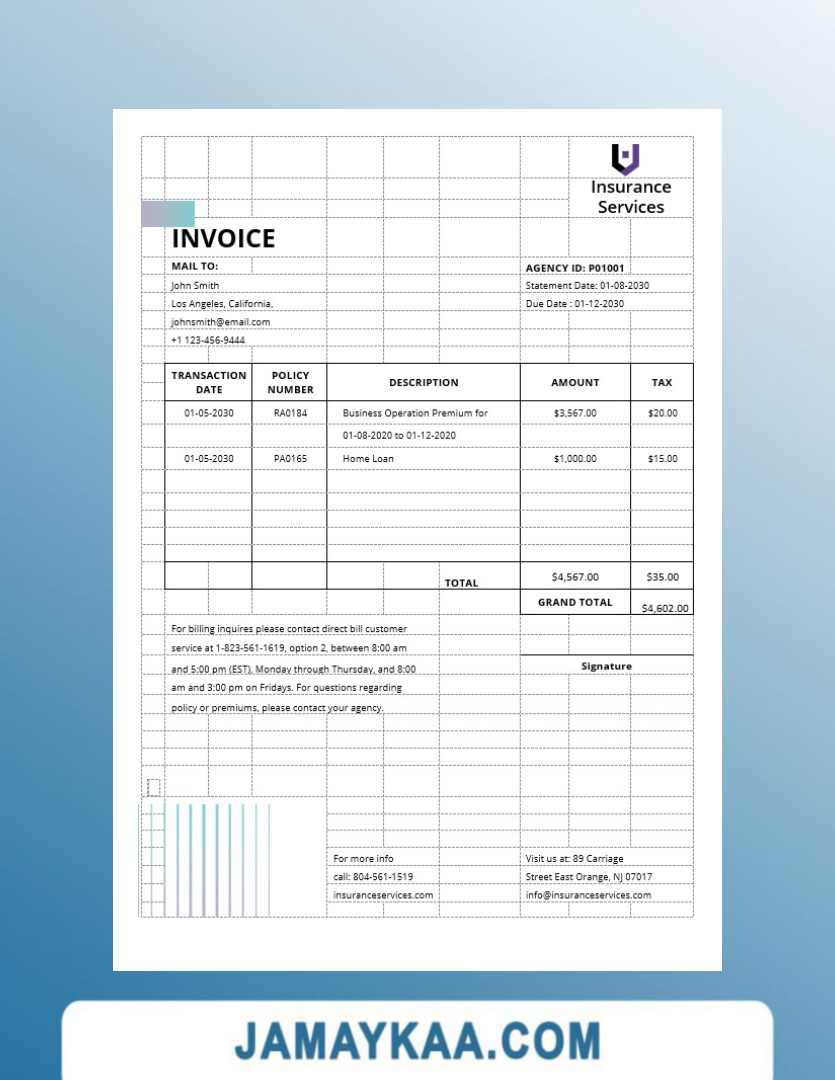 Insurance
Services
INVOICE
MAIL TO:
AGENCY ID: P01001
John Smith
Statement Date: 01-08-2030
Los Angeles, California,
Due Date : 01-12-2030
johnsmith@email.com
+1 123-456-9444
TRANSACTION DATE POLICY NUMBER DESCRIPTION AMOUNT TAX
01-05-2030 RA0184 Business Operation Premium for $3,567.00 $20.00
01-08-2020 to 01-12-2020
01-05-2030 PA0165 Home Loan $1,000.00 $15.00
TOTAL $4,567.00 $35.00
GRAND TOTAL $4,602.00
For billing inquires please contact direct bill customer
service at 1-823-561-1619, option 2, between 8:00 am
and 5:00 pm (EST), Monday through Thursday, and 8:00
am and 3:00 pm on Fridays. For questions regarding
policy or premiums, please contact your agency.
Signature
For more info
call: 804-561-1519
insuranceservices.com
Visit us at: 89 Carriage
Street East Orange, NJ 07017
info@insuranceservices.com
JAMAYKAA.COM